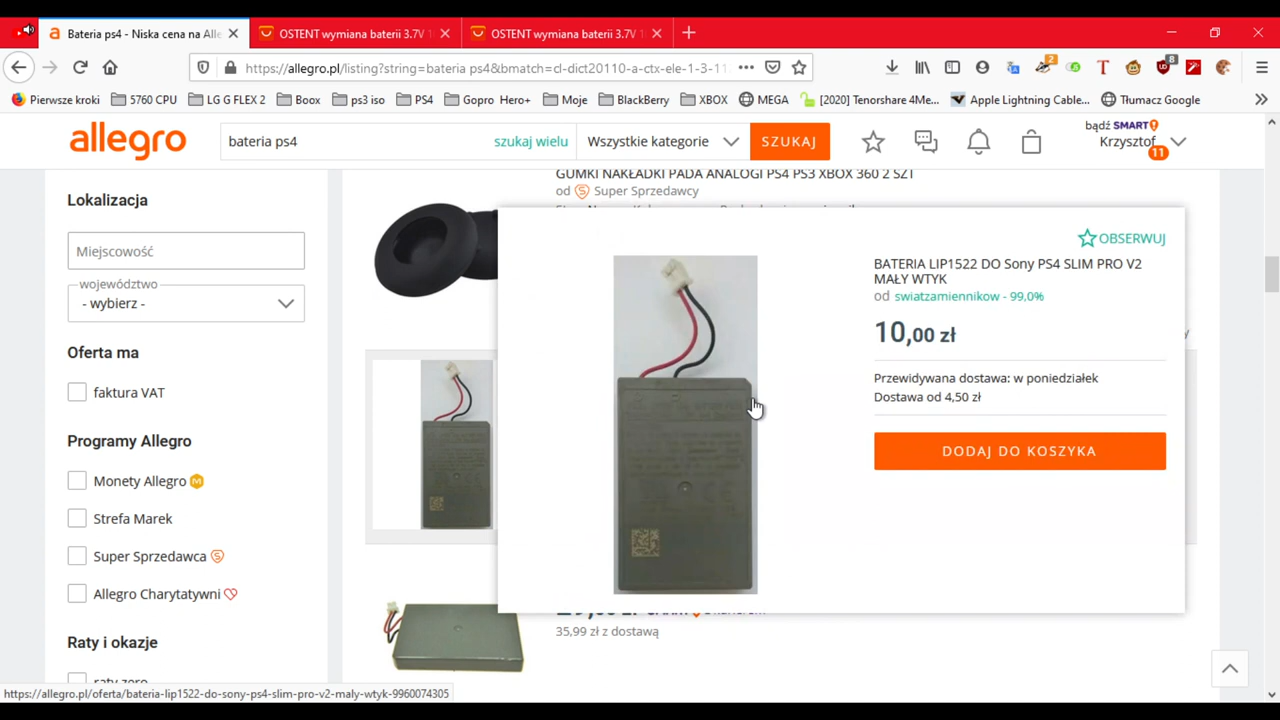 Bateria ps4 - Niska cena na Alle
OSTENT wymiana baterii 3.7V 1
OSTENT wymiana baterii 3.7V 1
https://allegro.pl/listing?string=bateria ps4&bmatch=cl-dict20110-a-ctx-ele-1-3-11
2
8
Pierwsze kroki
5760 CPU
LG G FLEX 2
Boox
ps3 iso
PS4
Gopro Hero+
Moje
BlackBerry
XBOX
MEGA
[2020] Tenorshare 4Me...
Apple Lightning Cable...
Tłumacz Google
allegro
bateria ps4
szukaj wielu
Wszystkie kategorie
SZUKAJ
bądź SMART!
Krzysztof
11
Lokalizacja
Miejscowość
województwo
- wybierz -
Oferta ma
faktura VAT
Programy Allegro
Monety Allegro
Strefa Marek
Super Sprzedawca
Allegro Charytatywni
Raty i okazje
raty zero
GUMKI NAKŁADKI PADA ANALOGI PS4 PS3 XBOX 360 2 SZT
od Super Sprzedawcy
OBSERWUJ
BATERIA LIP1522 DO Sony PS4 SLIM PRO V2
MAŁY WTYK
od swiatzamiennikow - 99,0%
10,00 zł
Przewidywana dostawa: w poniedziałek
Dostawa od 4,50 zł
DODAJ DO KOSZYKA
35,99 zł z dostawą
https://allegro.pl/oferta/bateria-lip1522-do-sony-ps4-slim-pro-v2-maly-wtyk-9960074305